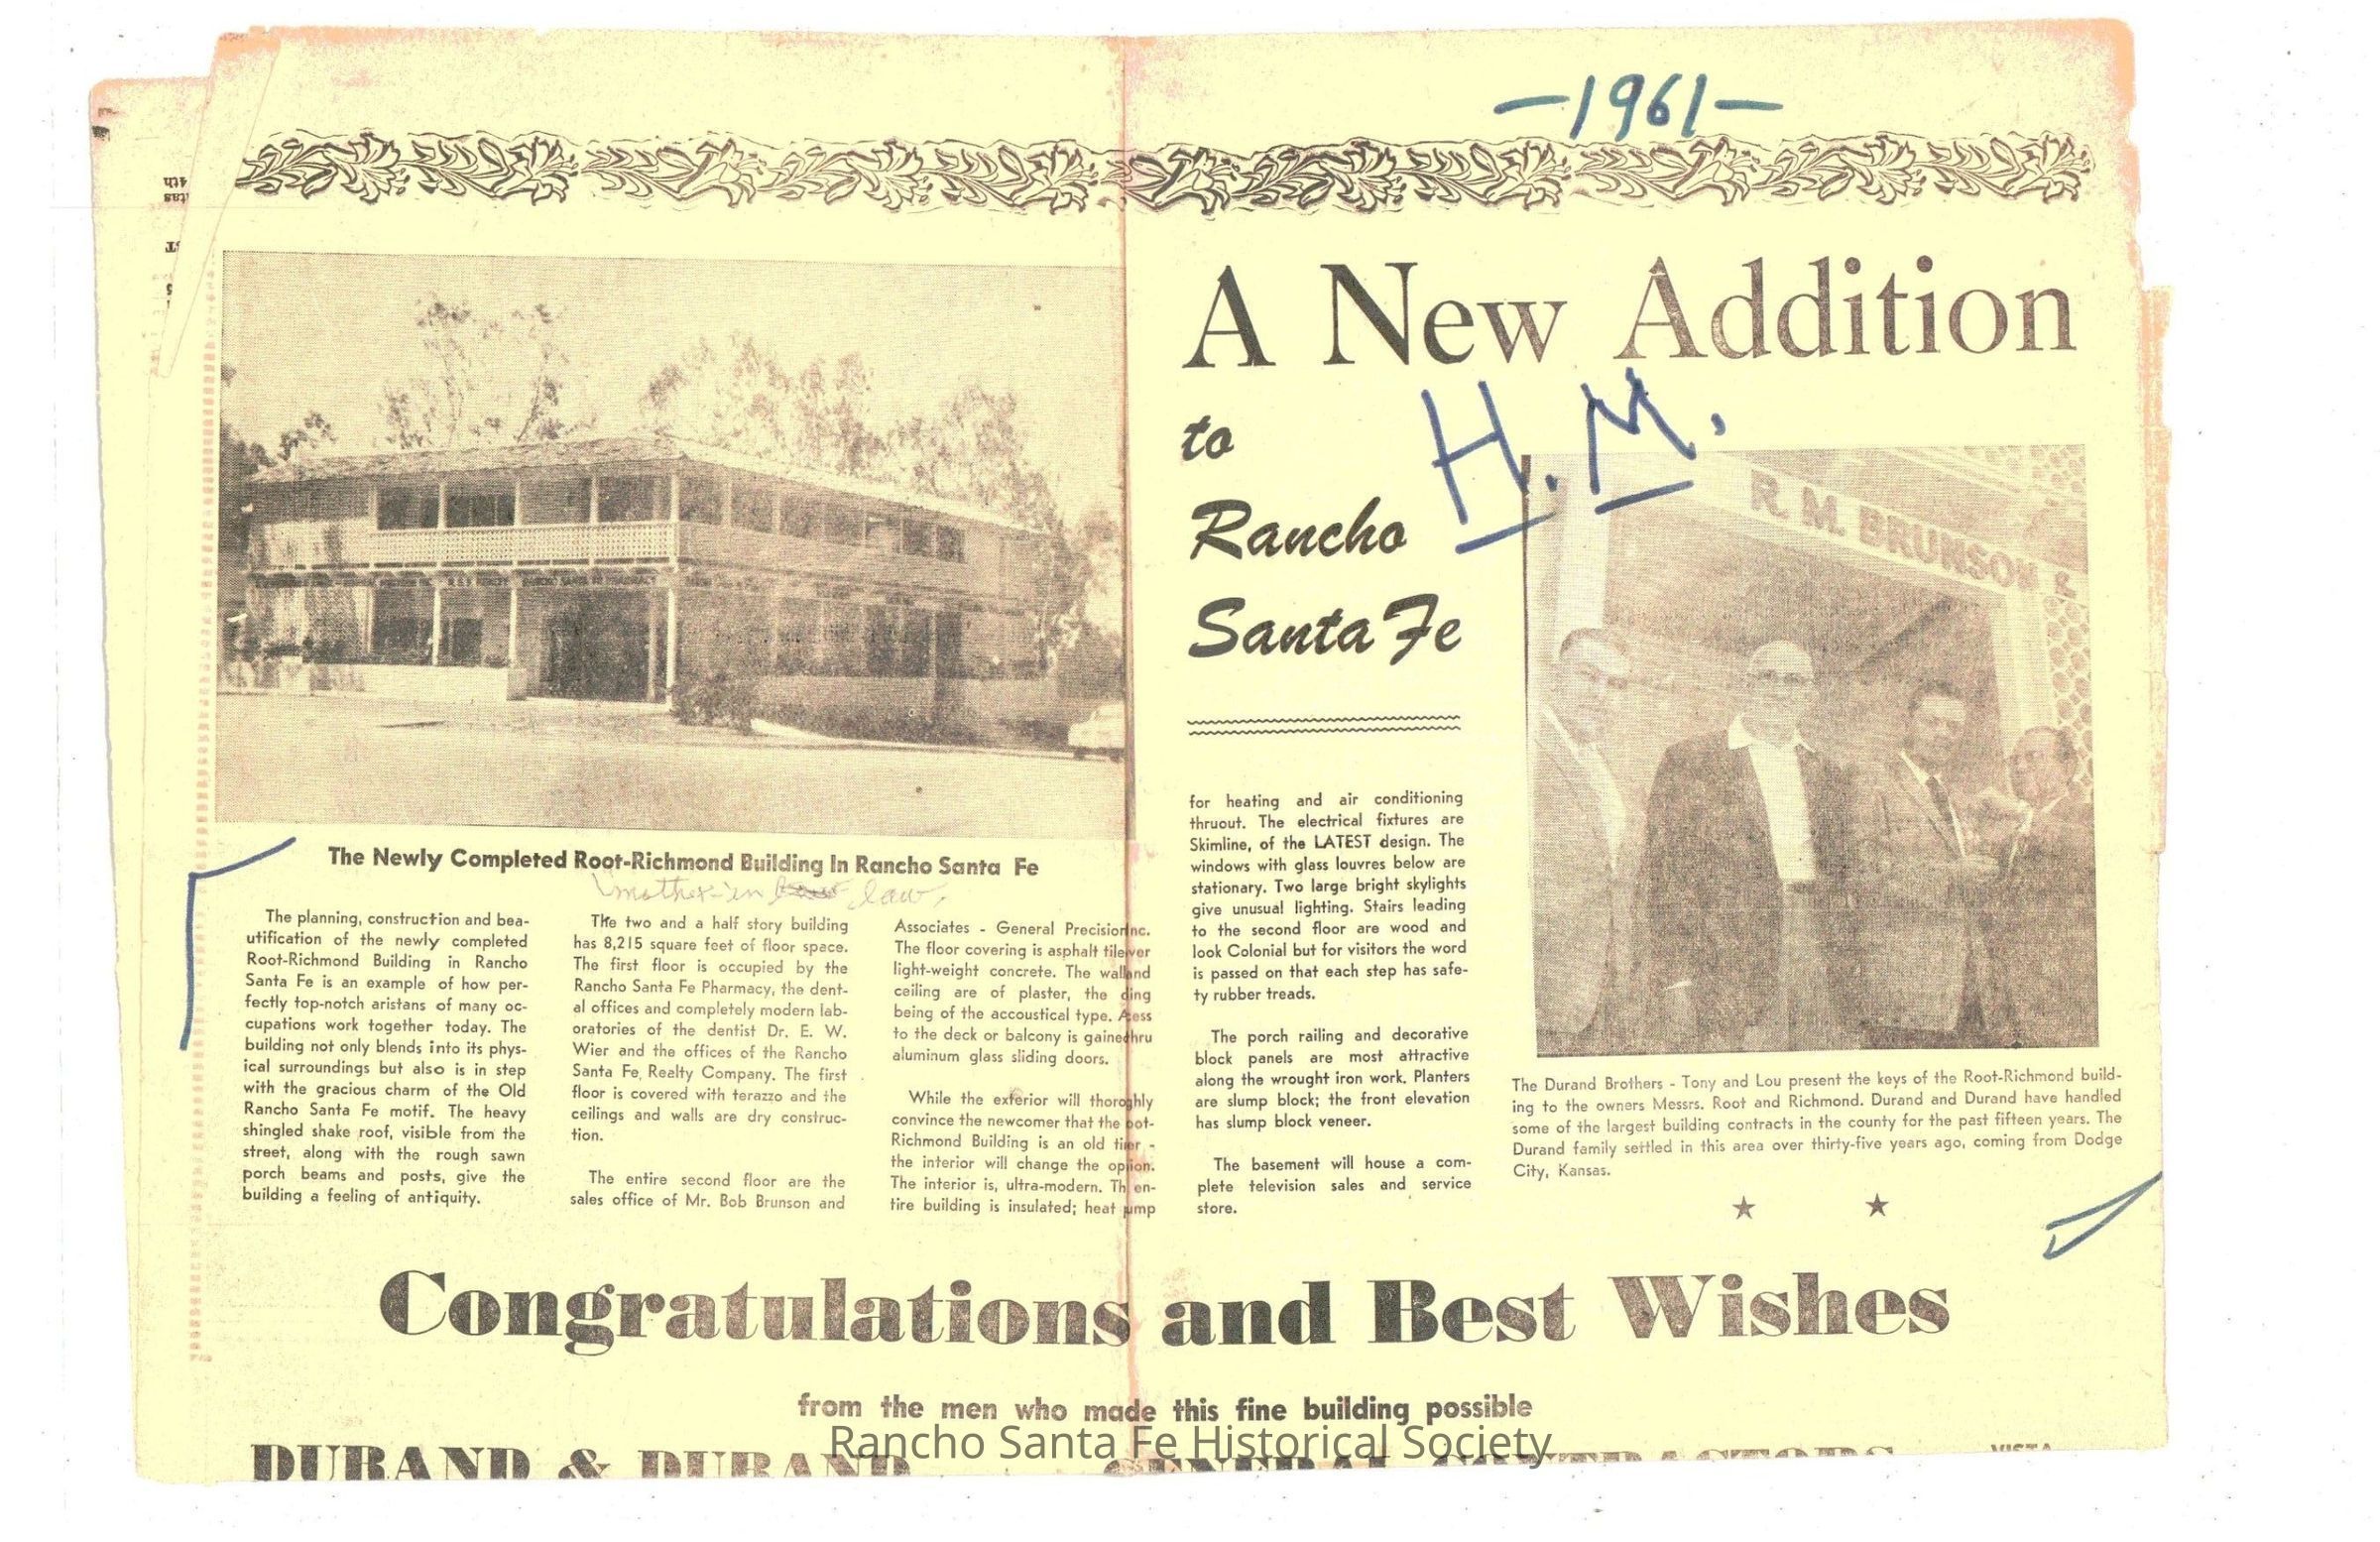 -1961-
A New Addition
to
H. M.
Rancho
Santa Fe
R. M. BRUNSON &
The Newly Completed Root-Richmond Building In Rancho Santa Fe
mother-in law
The planning, construction and bea-
utification of the newly completed
Root-Richmond Building in Rancho
Santa Fe is an example of how per-
fectly top-notch aristans of many oc-
cupations work together today. The
building not only blends into its phys-
ical surroundings but also is in step
with the gracious charm of the Old
Rancho Santa Fe motif. The heavy
shingled shake roof, visible from the
street, along with the rough sawn
porch beams and posts, give the
building a feeling of antiquity.
The two and a half story building
has 8,215 square feet of floor space.
The first floor is occupied by the
Rancho Santa Fe Pharmacy, the dent-
al offices and completely modern lab-
oratories of the dentist Dr. E. W.
Wier and the offices of the Rancho
Santa Fe, Realty Company. The first
floor is covered with terazzo and the
ceilings and walls are dry construc-
tion.
The entire second floor are the
sales office of Mr. Bob Brunson and
Associates - General Precision nc.
The floor covering is asphalt tile ver
light-weight concrete. The wall nd
ceiling are of plaster, the ing
being of the accoustical type. A ess
to the deck or balcony is gained hru
aluminum glass sliding doors.
While the exterior will thoroghly
convince the newcomer that the oot-
Richmond Building is an old ti er -
the interior will change the op ion.
The interior is, ultra-modern. Th en-
tire building is insulated; heat ump
for heating and air conditioning
thruout. The electrical fixtures are
Skimline, of the LATEST design. The
windows with glass louvres below are
stationary. Two large bright skylights
give unusual lighting. Stairs leading
to the second floor are wood and
look Colonial but for visitors the word
is passed on that each step has safe-
ty rubber treads.
The porch railing and decorative
block panels are most attractive
along the wrought iron work. Planters
are slump block; the front elevation
has slump block veneer.
The basement will house a com-
plete television sales and service
store.
The Durand Brothers - Tony and Lou present the keys of the Root-Richmond build-
ing to the owners Messrs. Root and Richmond. Durand and Durand have handled
some of the largest building contracts in the county for the past fifteen years. The
Durand family settled in this area over thirty-five years ago, coming from Dodge
City, Kansas.
Congratulations and Best Wishes
from the men who made this fine building possible
Rancho Santa Fe Historical Society
DURAND & DURAND GENERAL CONTRACTORS VISTA